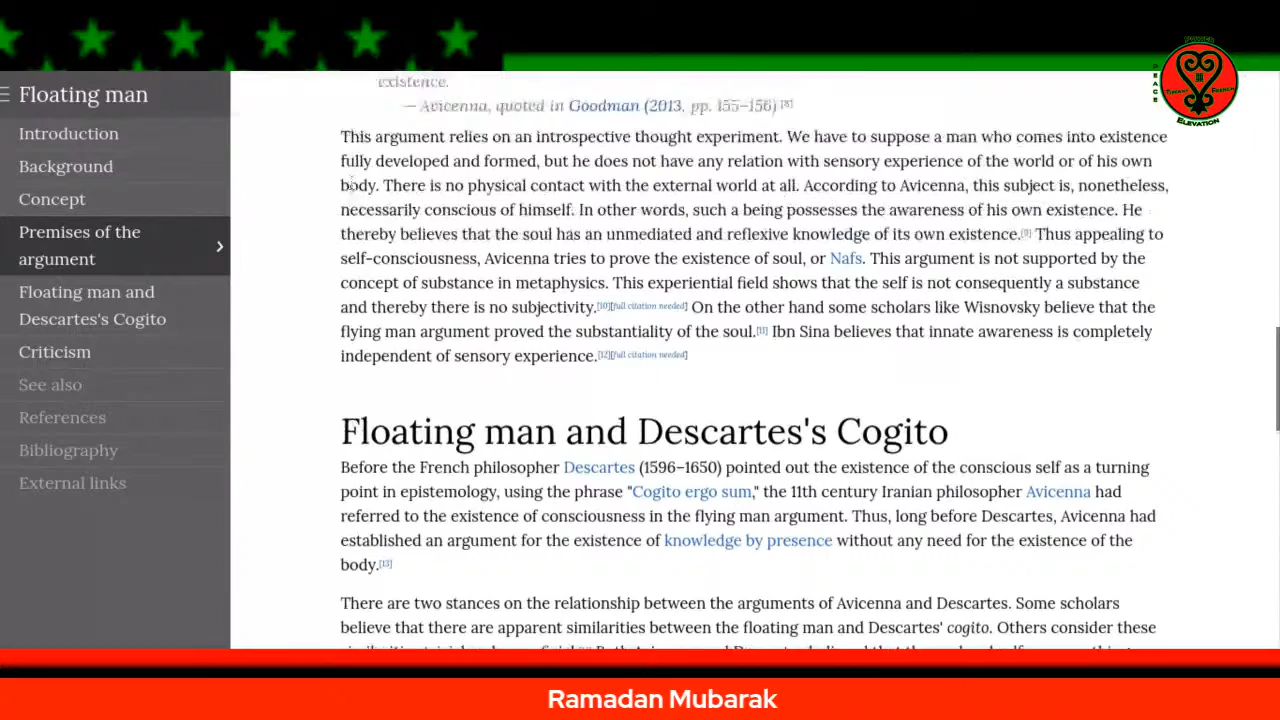 POWER
PEACE
TIFFANY FRENCH
ELEVATION
Floating man
Introduction
Background
Concept
Premises of the
argument
Floating man and
Descartes's Cogito
Criticism
See also
References
Bibliography
External links
existence.
— Avicenna, quoted in Goodman (2013, pp. 155–156) [8]
This argument relies on an introspective thought experiment. We have to suppose a man who comes into existence
fully developed and formed, but he does not have any relation with sensory experience of the world or of his own
body. There is no physical contact with the external world at all. According to Avicenna, this subject is, nonetheless,
necessarily conscious of himself. In other words, such a being possesses the awareness of his own existence. He
thereby believes that the soul has an unmediated and reflexive knowledge of its own existence.[9] Thus appealing to
self-consciousness, Avicenna tries to prove the existence of soul, or Nafs. This argument is not supported by the
concept of substance in metaphysics. This experiential field shows that the self is not consequently a substance
and thereby there is no subjectivity.[10][full citation needed] On the other hand some scholars like Wisnovsky believe that the
flying man argument proved the substantiality of the soul.[11] Ibn Sina believes that innate awareness is completely
independent of sensory experience.[12][full citation needed]
Floating man and Descartes's Cogito
Before the French philosopher Descartes (1596–1650) pointed out the existence of the conscious self as a turning
point in epistemology, using the phrase "Cogito ergo sum," the 11th century Iranian philosopher Avicenna had
referred to the existence of consciousness in the flying man argument. Thus, long before Descartes, Avicenna had
established an argument for the existence of knowledge by presence without any need for the existence of the
body.[13]
There are two stances on the relationship between the arguments of Avicenna and Descartes. Some scholars
believe that there are apparent similarities between the floating man and Descartes' cogito. Others consider these
Ramadan Mubarak